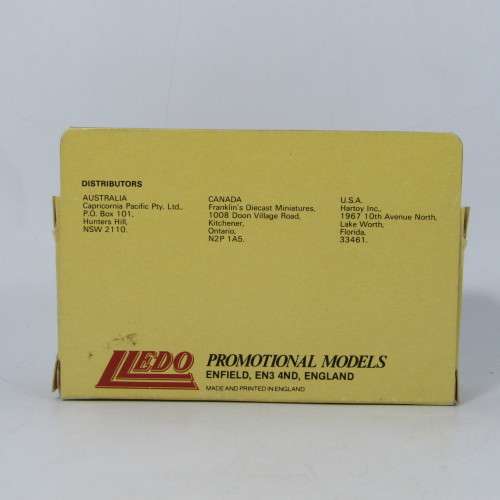 DISTRIBUTORS
AUSTRALIA
Capricornia Pacific Pty. Ltd.,
P.O. Box 101,
Hunters Hill,
NSW 2110.
CANADA
Franklin's Diecast Miniatures,
1008 Doon Village Road,
Kitchener,
Ontario,
N2P 1A5.
U.S.A.
Hartoy Inc.,
1967 10th Avenue North,
Lake Worth,
Florida,
33461.
LLEDO PROMOTIONAL MODELS
ENFIELD, EN3 4ND, ENGLAND
MADE AND PRINTED IN ENGLAND